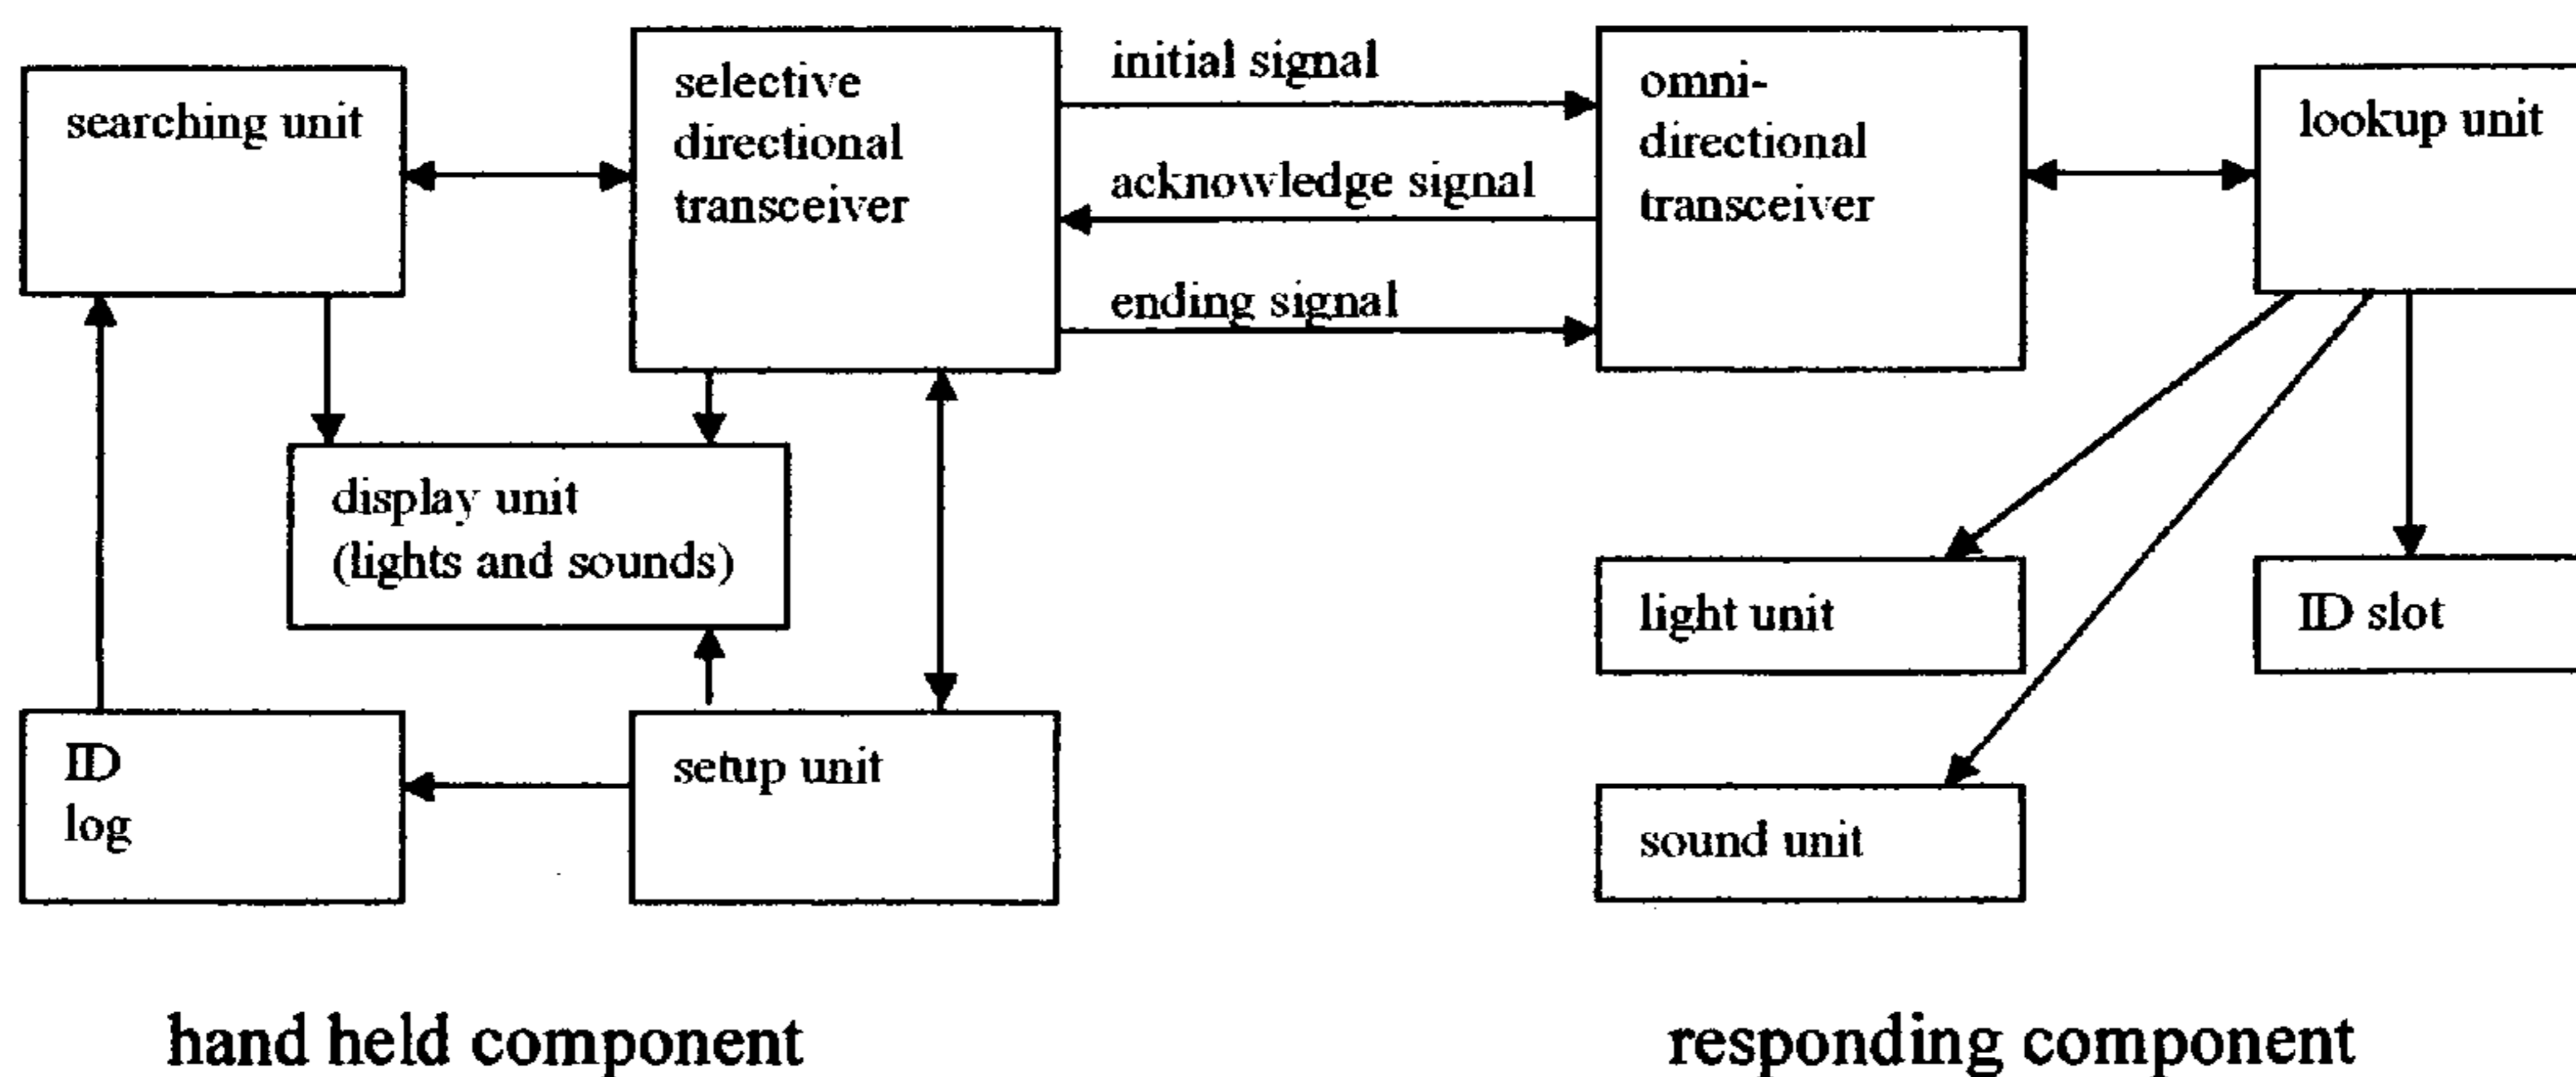 searching unit
selective
directional
transceiver
initial signal
acknowledge signal
ending signal
omni-
directional
transceiver
lookup unit
display unit
(lights and sounds)
light unit
ID slot
ID
log
setup unit
sound unit
hand held component
responding component